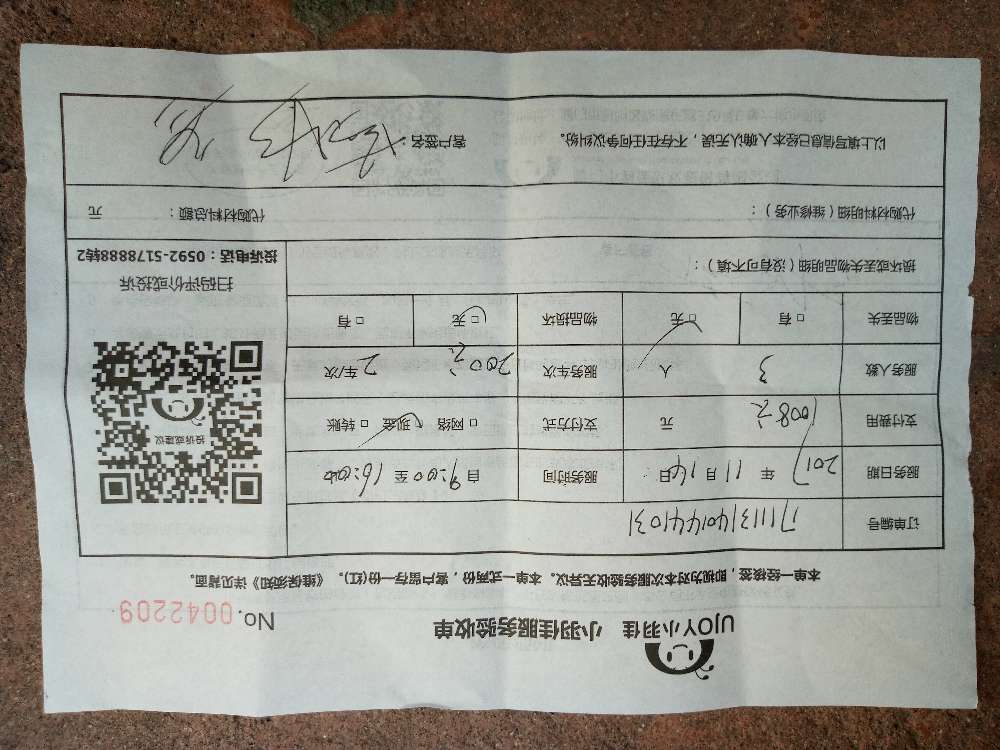 UJOY小羽佳 小羽佳服务验收单
No. 0042209
本单一经接签，即视为对本次服务验收无异议。本单一式两份，客户留存一份(红)。《维保须知》详见背面。
订单编号 1711131401441031
服务日期 2017 年 11 月 14 日 服务时间 自 9:00 至 16:00
支付费用 1008元 元 支付方式 □ 网络 □ 现金 □ 转账
服务人数 3 人 服务车次 200元 2 车/次
物品丢失 □ 有 □ 无 物品损坏 □ 无 □ 有
损坏或丢失物品明细（没有可不填）：
投诉或建议
扫码评价或投诉
投诉电话：0592-5178888转2
代购材料明细（维修业务）： 代购材料总额： 元
以上填写信息已经本人确认无误，不存在任何争议纠纷。 客户签名：